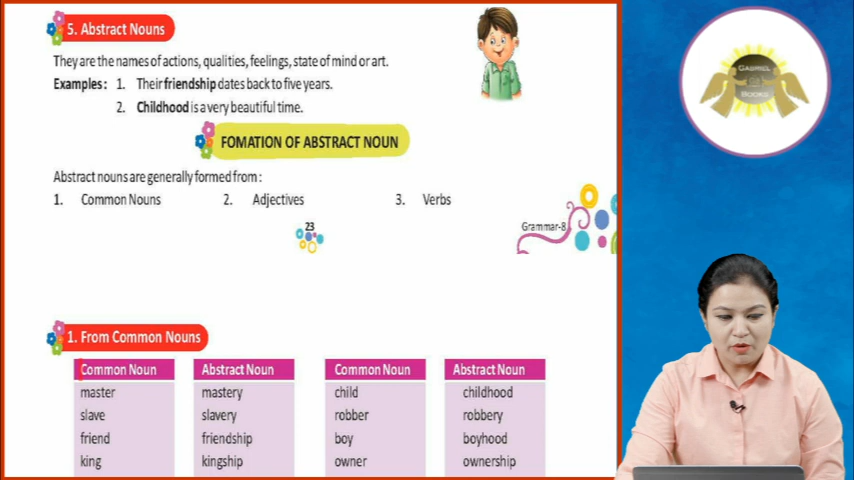 5. Abstract Nouns
They are the names of actions, qualities, feelings, state of mind or art.
Examples : 1. Their friendship dates back to five years.
2. Childhood is a very beautiful time.
FOMATION OF ABSTRACT NOUN
Abstract nouns are generally formed from :
1. Common Nouns 2. Adjectives 3. Verbs
23
Grammar-8
1. From Common Nouns
Common Noun Abstract Noun Common Noun Abstract Noun
master mastery child childhood
slave slavery robber robbery
friend friendship boy boyhood
king kingship owner ownership
GABRIEL
BOOKS